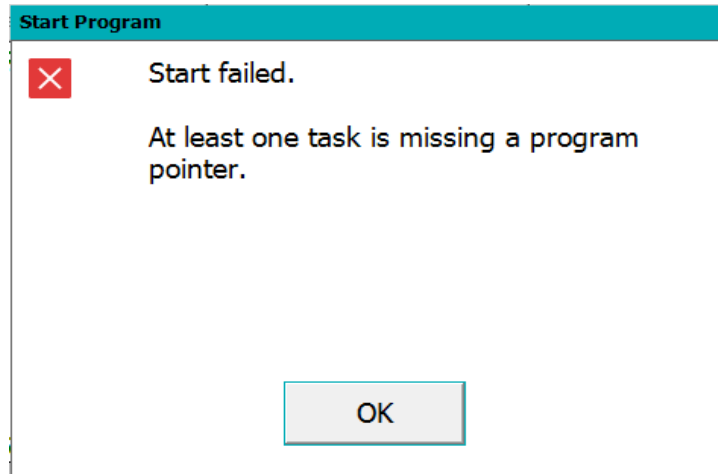 Start Program
Start failed.
At least one task is missing a program
pointer.
OK